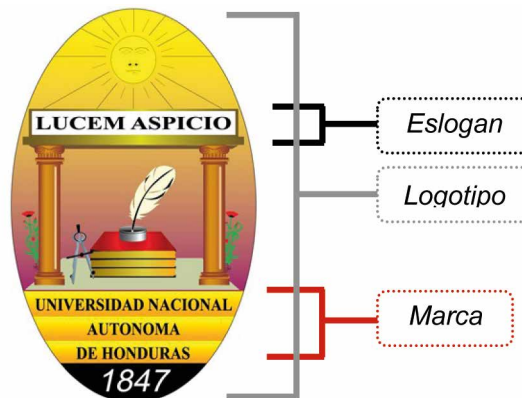 LUCEM ASPICIO
Eslogan
Logotipo
Marca
UNIVERSIDAD NACIONAL
AUTONOMA
DE HONDURAS
1847